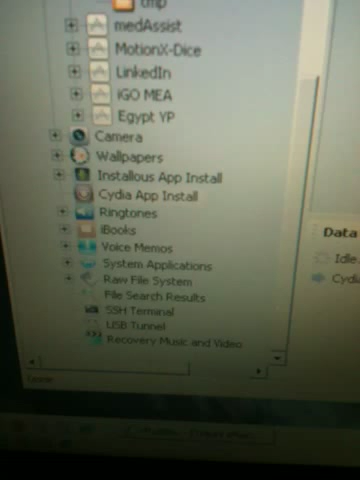 tmp
medAssist
MotionX-Dice
LinkedIn
iGO MEA
Egypt YP
Camera
Wallpapers
Installous App Install
Cydia App Install
Ringtones
iBooks
Voice Memos
System Applications
Raw File System
File Search Results
SSH Terminal
USB Tunnel
Recovery Music and Video
Data
Idle.
Cydia